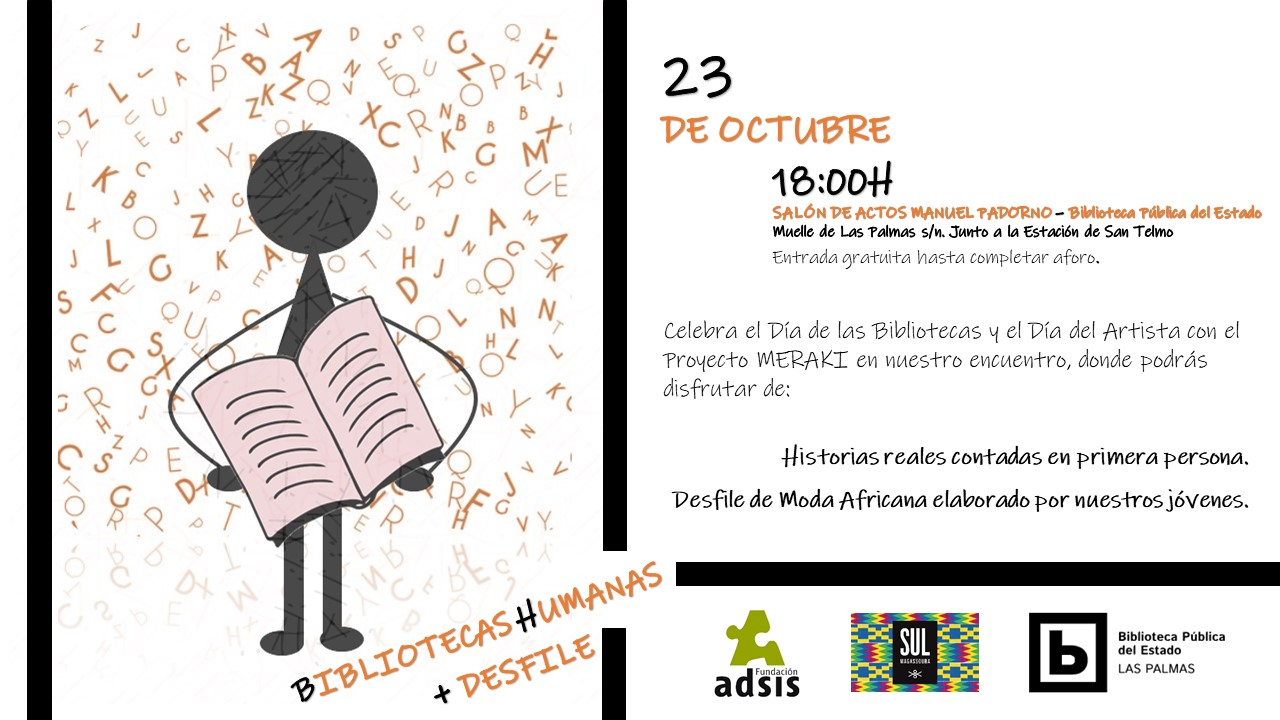 23
DE OCTUBRE
18:00H
SALÓN DE ACTOS MANUEL PADORNO - Biblioteca Pública del Estado
Muelle de Las Palmas s/n. Junto a la Estación de San Telmo
Entrada gratuita hasta completar aforo.
Celebra el Día de las Bibliotecas y el Día del Artista con el
Proyecto MERAKI en nuestro encuentro, donde podrás
disfrutar de:
Historias reales contadas en primera persona.
Desfile de Moda Africana elaborado por nuestros jóvenes.
BIBLIOTECAS HUMANAS
+ DESFILE
Fundación
adsis
SUL
MAGASSOUBA
b
Biblioteca Pública
del Estado
LAS PALMAS